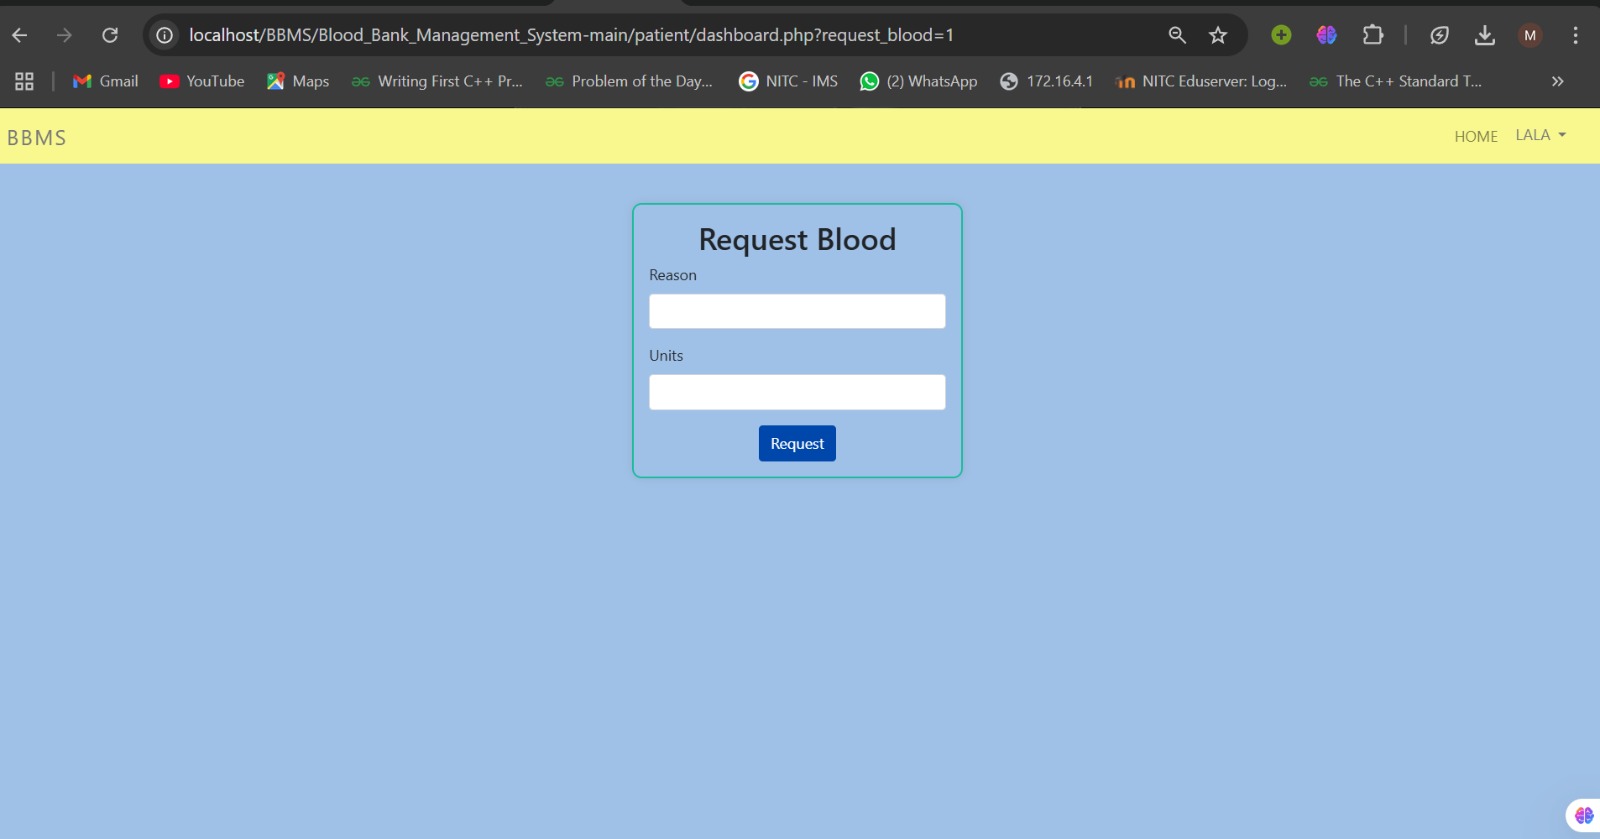 localhost/BBMS/Blood_Bank_Management_System-main/patient/dashboard.php?request_blood=1
M
Gmail YouTube Maps Writing First C++ Pr... Problem of the Day... NITC - IMS (2) WhatsApp 172.16.4.1 NITC Eduserver: Log... The C++ Standard T...
BBMS HOME LALA
Request Blood
Reason
Units
Request